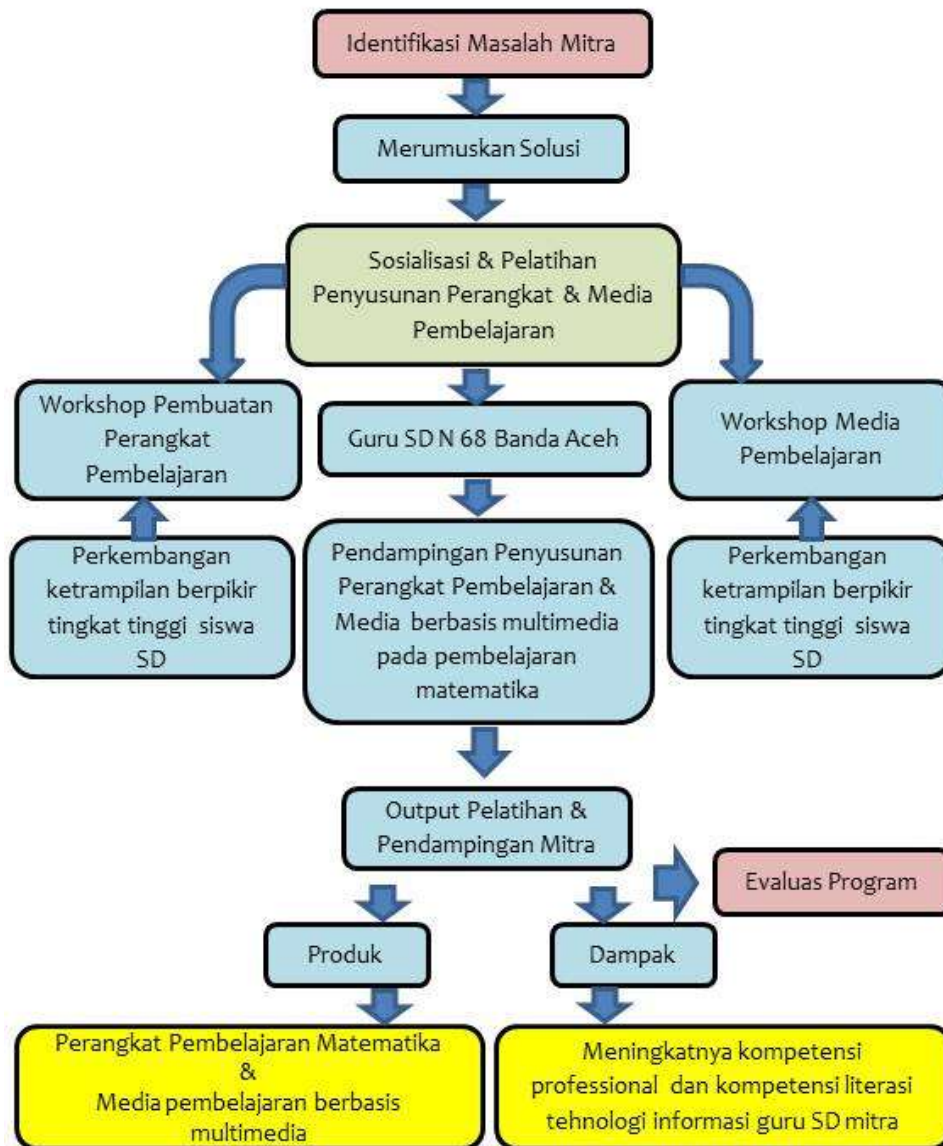 Identifikasi Masalah Mitra
Merumuskan Solusi
Sosialisasi & Pelatihan
Penyusunan Perangkat & Media
Pembelajaran
Workshop Pembuatan
Perangkat
Pembelajaran
Guru SD N 68 Banda Aceh
Workshop Media
Pembelajaran
Perkembangan
ketrampilan berpikir
tingkat tinggi siswa
SD
Pendampingan Penyusunan
Perangkat Pembelajaran &
Media berbasis multimedia
pada pembelajaran
matematika
Perkembangan
ketrampilan berpikir
tingkat tinggi siswa
SD
Output Pelatihan &
Pendampingan Mitra
Evaluas Program
Produk
Dampak
Perangkat Pembelajaran Matematika
&
Media pembelajaran berbasis
multimedia
Meningkatnya kompetensi
professional dan kompetensi literasi
tehnologi informasi guru SD mitra